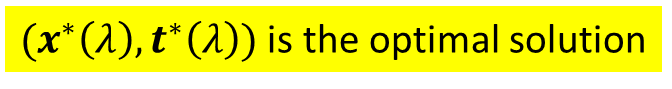 (𝒙*(λ), 𝒕*(λ)) is the optimal solution